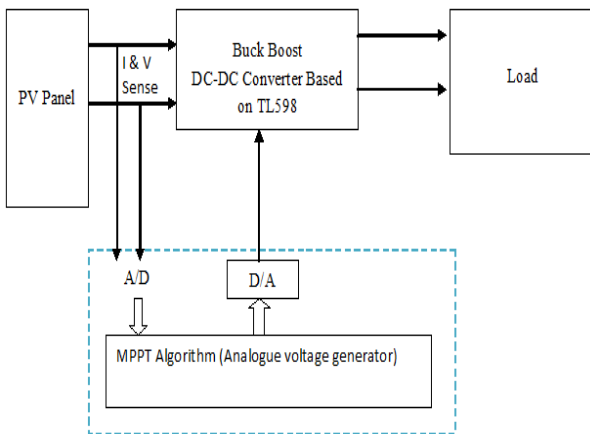 PV Panel
I & V
Sense
Buck Boost
DC-DC Converter Based
on TL598
Load
A/D
D/A
MPPT Algorithm (Analogue voltage generator)